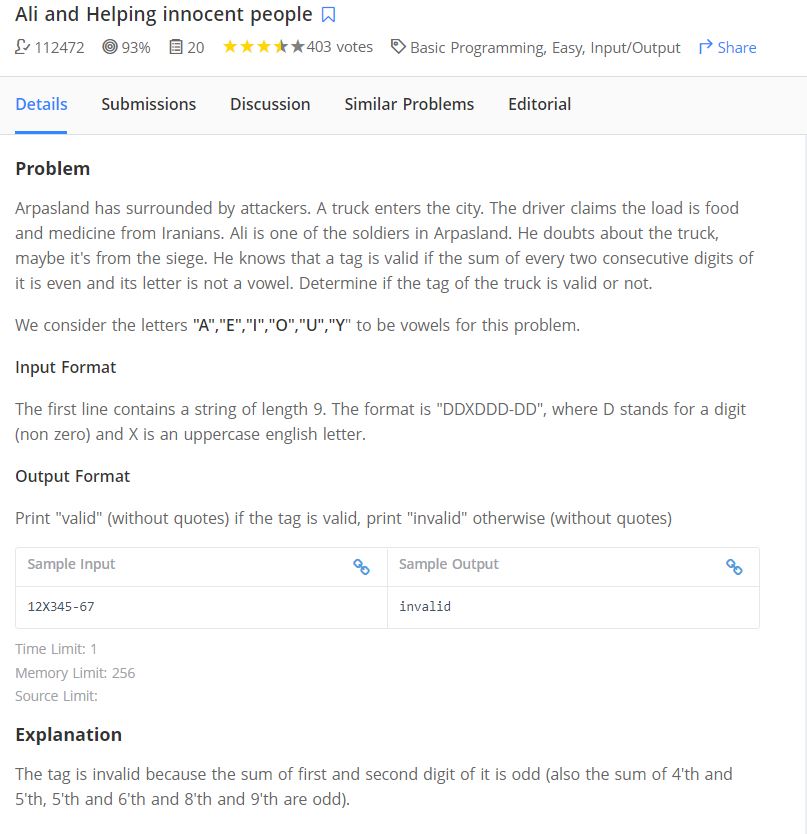 Ali and Helping innocent people
112472 93% 20 403 votes Basic Programming, Easy, Input/Output Share
Details Submissions Discussion Similar Problems Editorial
Problem
Arpasland has surrounded by attackers. A truck enters the city. The driver claims the load is food
and medicine from Iranians. Ali is one of the soldiers in Arpasland. He doubts about the truck,
maybe it's from the siege. He knows that a tag is valid if the sum of every two consecutive digits of
it is even and its letter is not a vowel. Determine if the tag of the truck is valid or not.
We consider the letters "A","E","I","O","U","Y" to be vowels for this problem.
Input Format
The first line contains a string of length 9. The format is "DDXDDD-DD", where D stands for a digit
(non zero) and X is an uppercase english letter.
Output Format
Print "valid" (without quotes) if the tag is valid, print "invalid" otherwise (without quotes)
Sample Input Sample Output
12X345-67 invalid
Time Limit: 1
Memory Limit: 256
Source Limit:
Explanation
The tag is invalid because the sum of first and second digit of it is odd (also the sum of 4'th and
5'th, 5'th and 6'th and 8'th and 9'th are odd).